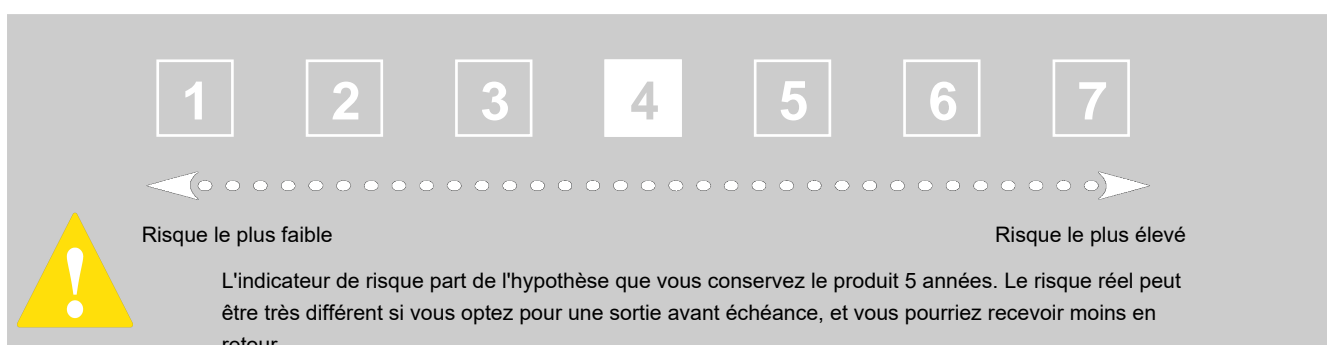 1 2 3 4 5 6 7
Risque le plus faible Risque le plus élevé
L'indicateur de risque part de l'hypothèse que vous conservez le produit 5 années. Le risque réel peut
être très différent si vous optez pour une sortie avant échéance, et vous pourriez recevoir moins en
retour